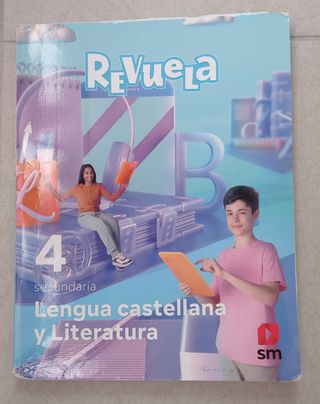 REVUELA
B
4
secundaria
Lengua castellana
y Literatura
sm